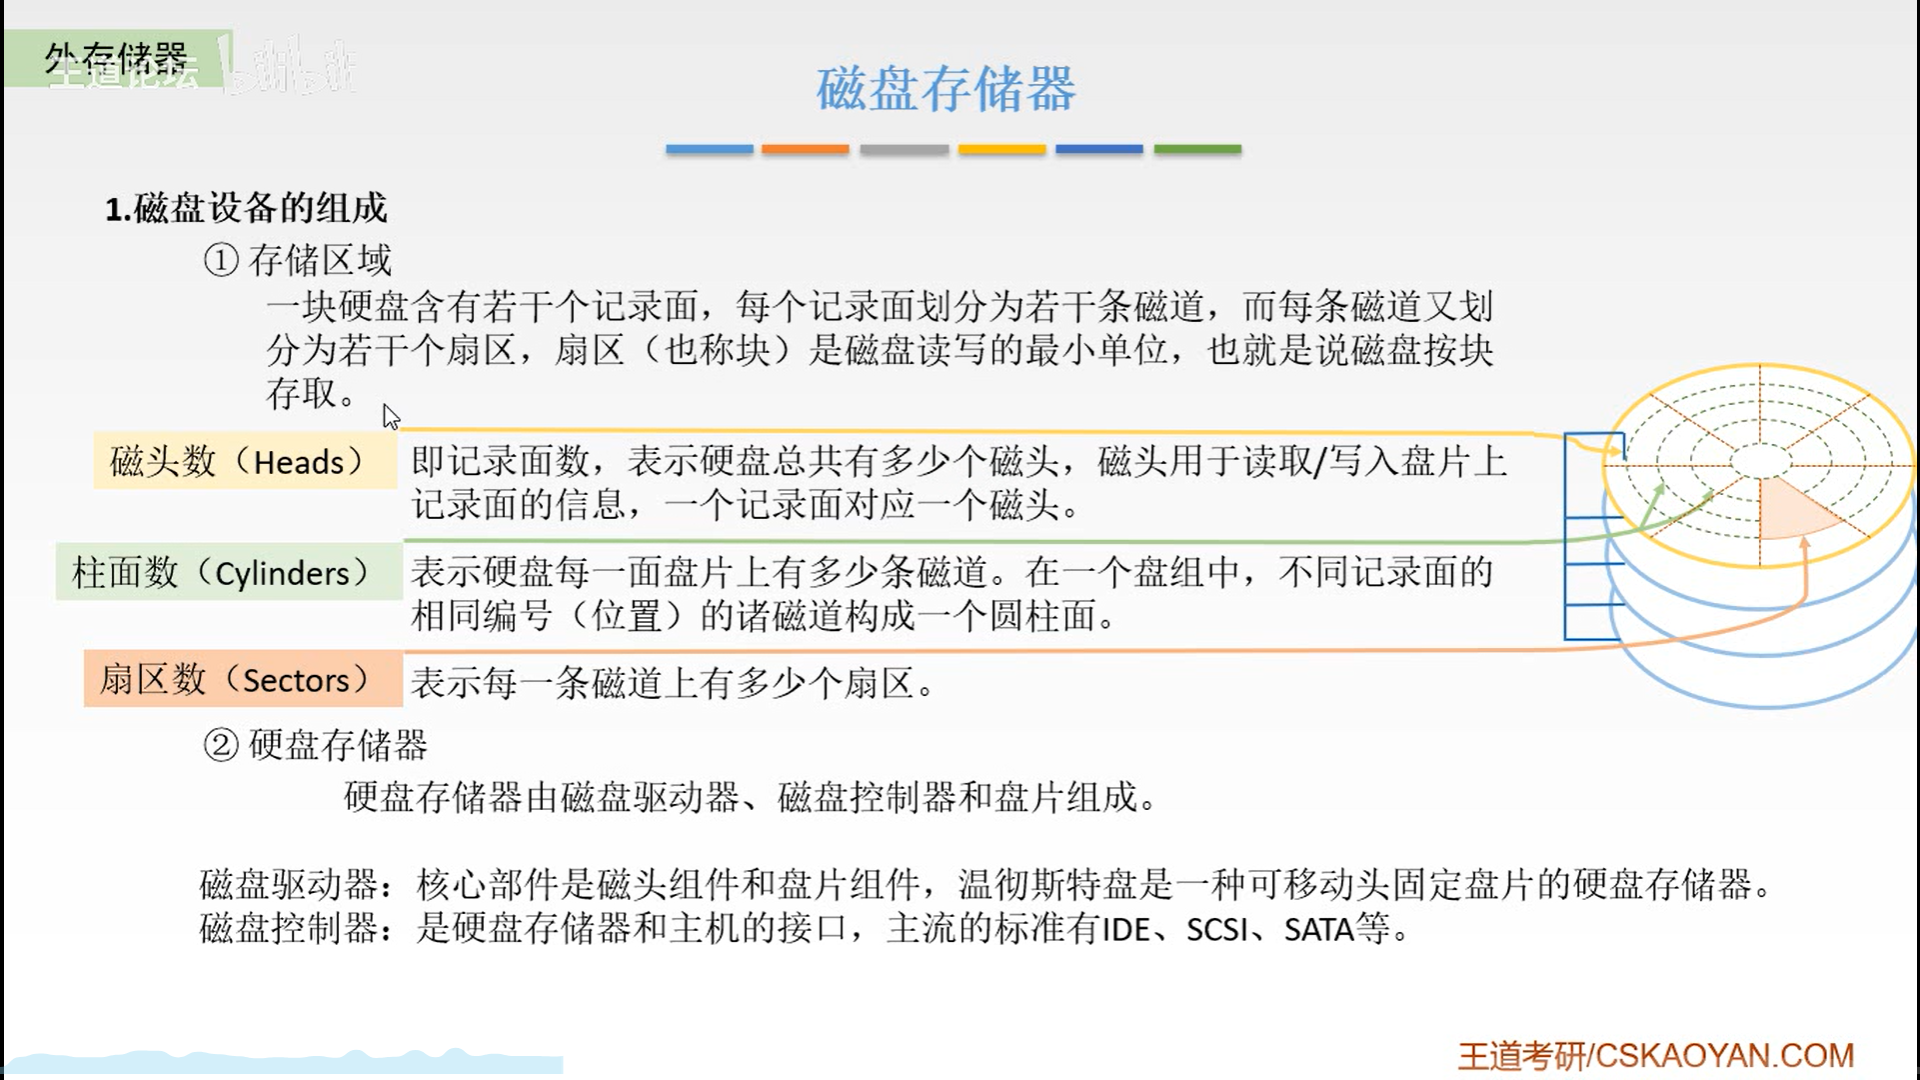 外存储器
王道论坛 bilibili
磁盘存储器
1.磁盘设备的组成
① 存储区域
一块硬盘含有若干个记录面，每个记录面划分为若干条磁道，而每条磁道又划
分为若干个扇区，扇区（也称块）是磁盘读写的最小单位，也就是说磁盘按块
存取。
磁头数（Heads）
即记录面数，表示硬盘总共有多少个磁头，磁头用于读取/写入盘片上
记录面的信息，一个记录面对应一个磁头。
柱面数（Cylinders）
表示硬盘每一面盘片上有多少条磁道。在一个盘组中，不同记录面的
相同编号（位置）的诸磁道构成一个圆柱面。
扇区数（Sectors）
表示每一条磁道上有多少个扇区。
② 硬盘存储器
硬盘存储器由磁盘驱动器、磁盘控制器和盘片组成。
磁盘驱动器：核心部件是磁头组件和盘片组件，温彻斯特盘是一种可移动头固定盘片的硬盘存储器。
磁盘控制器：是硬盘存储器和主机的接口，主流的标准有IDE、SCSI、SATA等。
王道考研/CSKAOYAN.COM